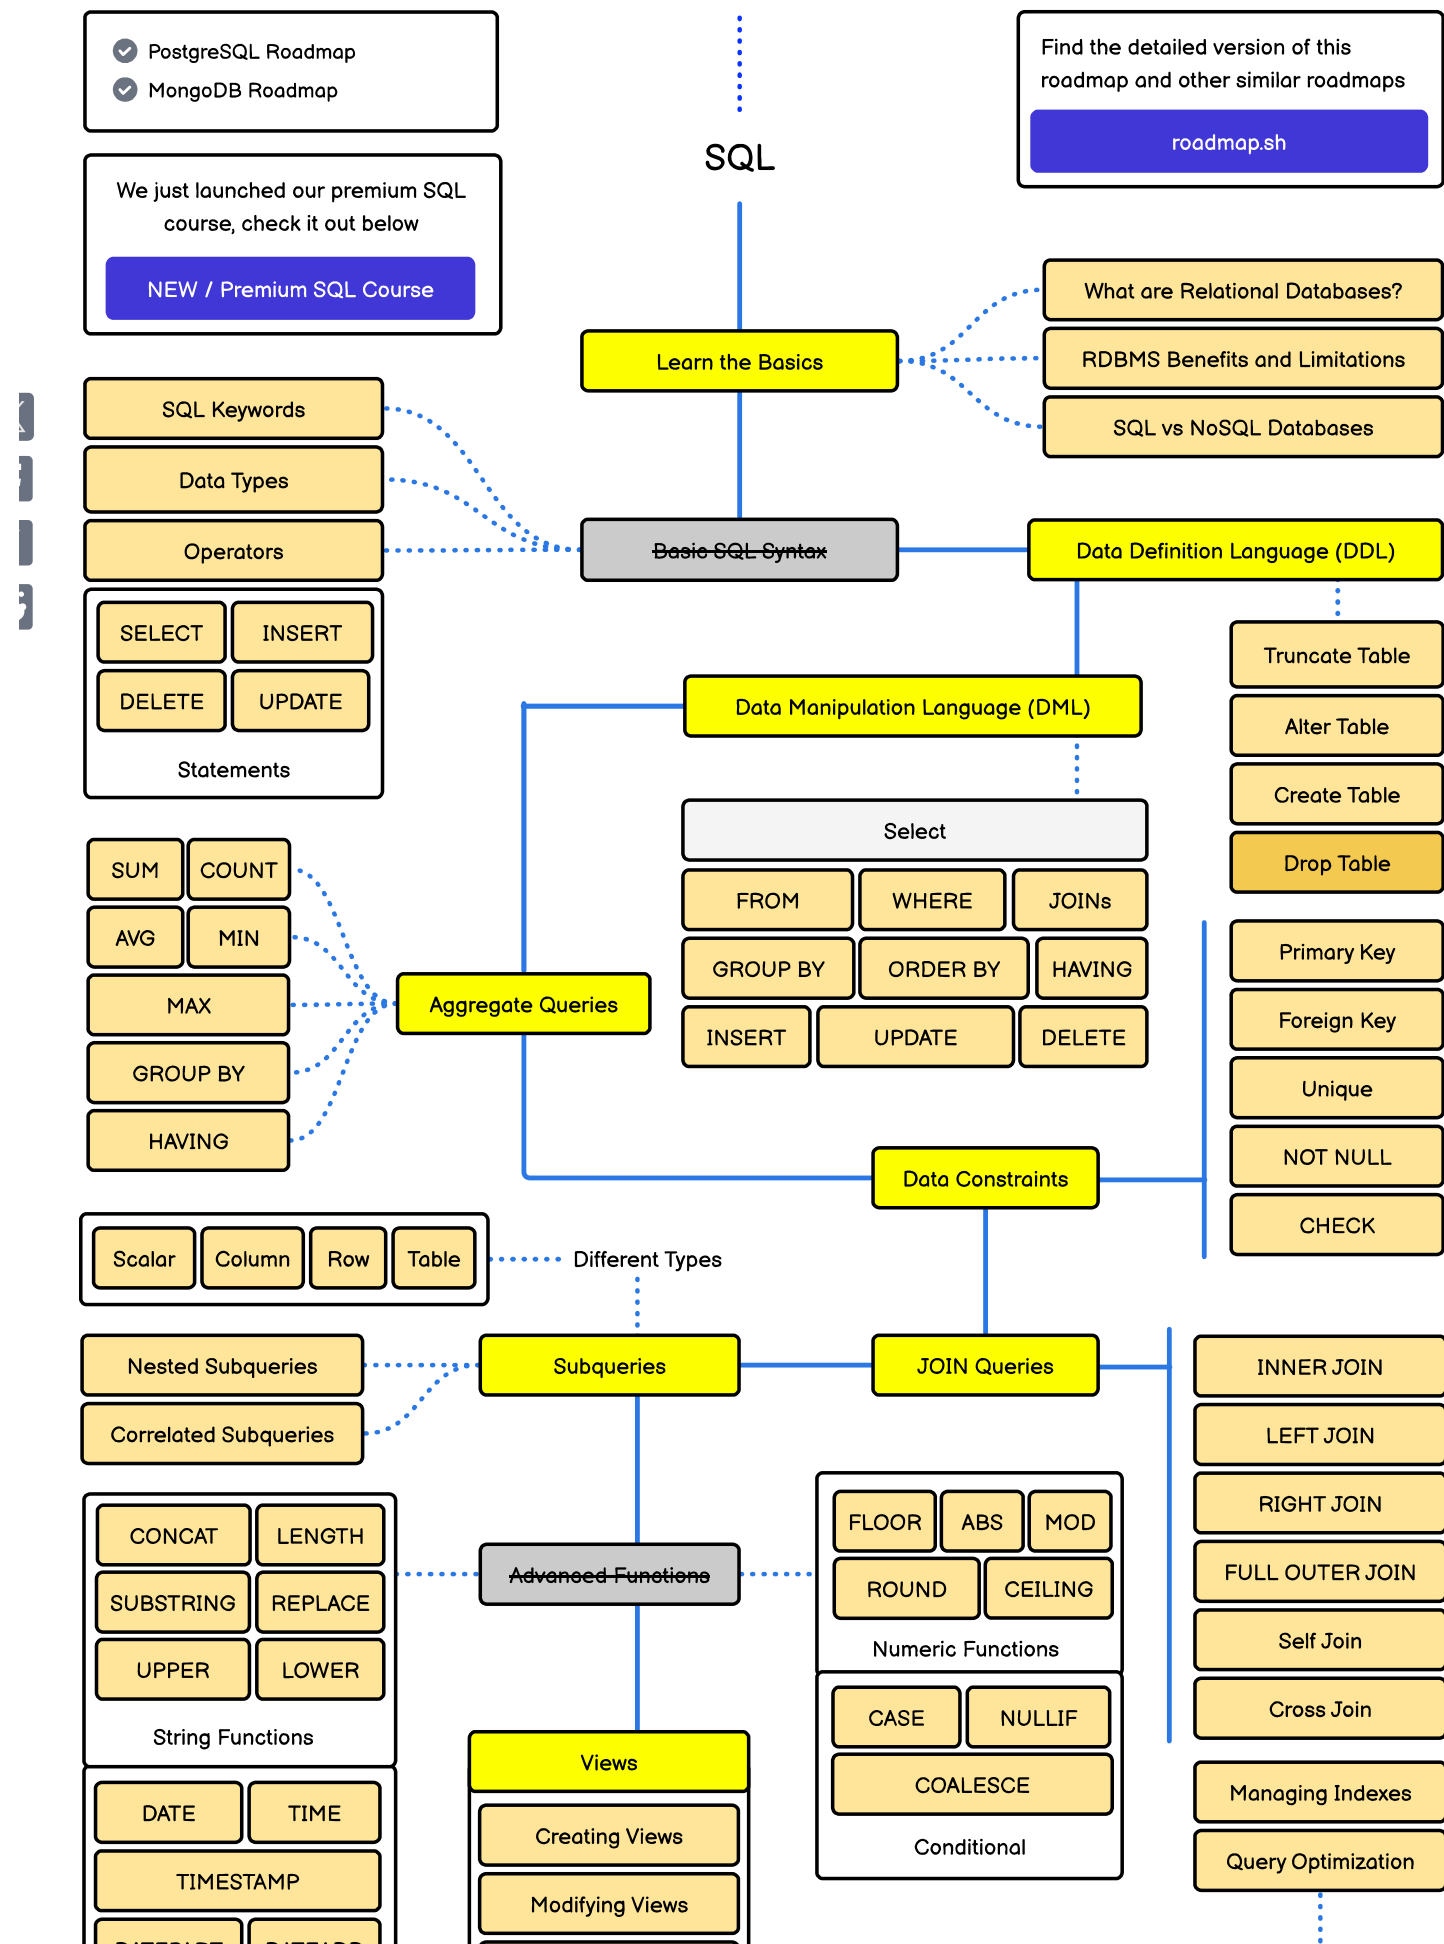 PostgreSQL Roadmap
MongoDB Roadmap
Find the detailed version of this
roadmap and other similar roadmaps
roadmap.sh
SQL
We just launched our premium SQL
course, check it out below
NEW / Premium SQL Course
What are Relational Databases?
Learn the Basics
RDBMS Benefits and Limitations
SQL vs NoSQL Databases
SQL Keywords
Data Types
Operators
Basic SQL Syntax
Data Definition Language (DDL)
SELECT
INSERT
DELETE
UPDATE
Statements
Truncate Table
Alter Table
Create Table
Drop Table
Data Manipulation Language (DML)
Select
FROM
WHERE
JOINs
GROUP BY
ORDER BY
HAVING
INSERT
UPDATE
DELETE
SUM
COUNT
AVG
MIN
MAX
GROUP BY
HAVING
Aggregate Queries
Primary Key
Foreign Key
Unique
NOT NULL
CHECK
Data Constraints
Scalar
Column
Row
Table
Different Types
Nested Subqueries
Correlated Subqueries
Subqueries
JOIN Queries
INNER JOIN
LEFT JOIN
RIGHT JOIN
FULL OUTER JOIN
Self Join
Cross Join
CONCAT
LENGTH
SUBSTRING
REPLACE
UPPER
LOWER
String Functions
Advanced Functions
FLOOR
ABS
MOD
ROUND
CEILING
Numeric Functions
CASE
NULLIF
COALESCE
Conditional
Views
Creating Views
Modifying Views
DATE
TIME
TIMESTAMP
Managing Indexes
Query Optimization